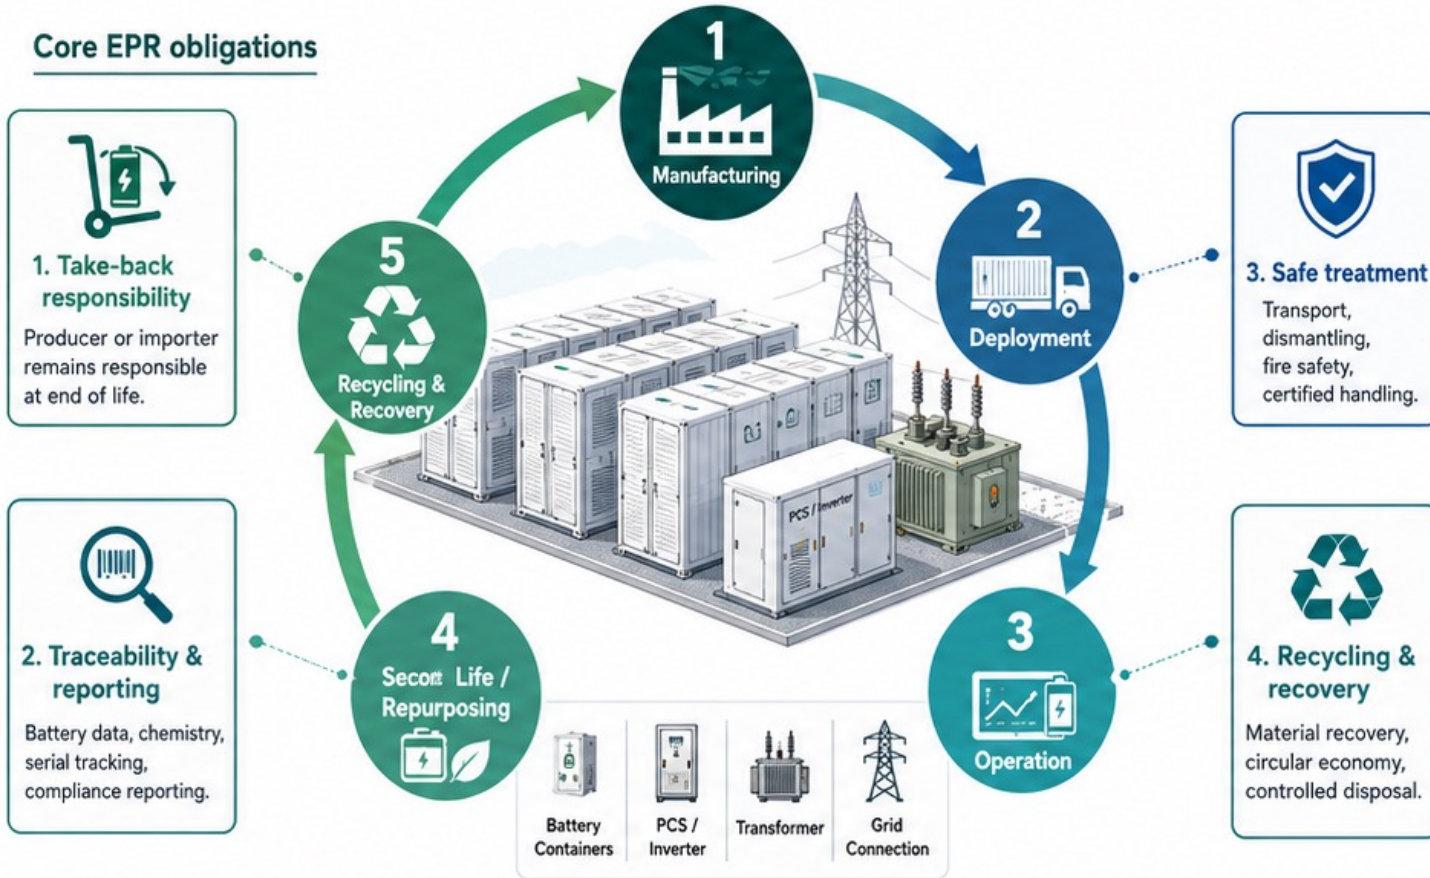 Core EPR obligations
1. Take-back
responsibility
Producer or importer
remains responsible
at end of life.
2. Traceability &
reporting
Battery data, chemistry,
serial tracking,
compliance reporting.
1
Manufacturing
2
Deployment
3
Operation
4
Life /
Repurposing
5
Recycling &
Recovery
PCS / Inverter
Battery
Containers
PCS /
Inverter
Transformer
Grid
Connection
3. Safe treatment
Transport,
dismantling,
fire safety,
certified handling.
4. Recycling &
recovery
Material recovery,
circular economy,
controlled disposal.